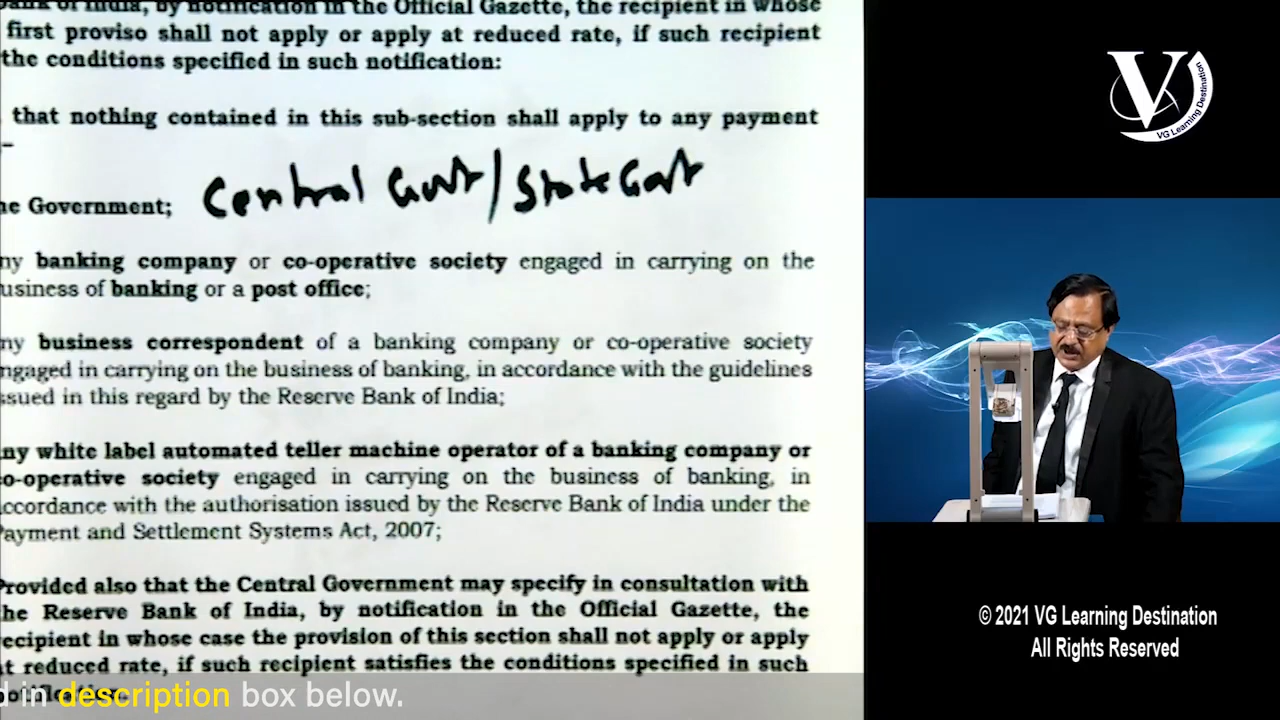 Bank of India, by notification in the Official Gazette, the recipient in whose
first proviso shall not apply or apply at reduced rate, if such recipient
the conditions specified in such notification:
that nothing contained in this sub-section shall apply to any payment
–
he Government; Central Govt/State Govt
ny banking company or co-operative society engaged in carrying on the
usiness of banking or a post office;
ny business correspondent of a banking company or co-operative society
ngaged in carrying on the business of banking, in accordance with the guidelines
ssued in this regard by the Reserve Bank of India;
ny white label automated teller machine operator of a banking company or
o-operative society engaged in carrying on the business of banking, in
ccordance with the authorisation issued by the Reserve Bank of India under the
ayment and Settlement Systems Act, 2007;
Provided also that the Central Government may specify in consultation with
he Reserve Bank of India, by notification in the Official Gazette, the
ecipient in whose case the provision of this section shall not apply or apply
at reduced rate, if such recipient satisfies the conditions specified in such
notification.
d in description box below.
V
VG Learning Destination
© 2021 VG Learning Destination
All Rights Reserved